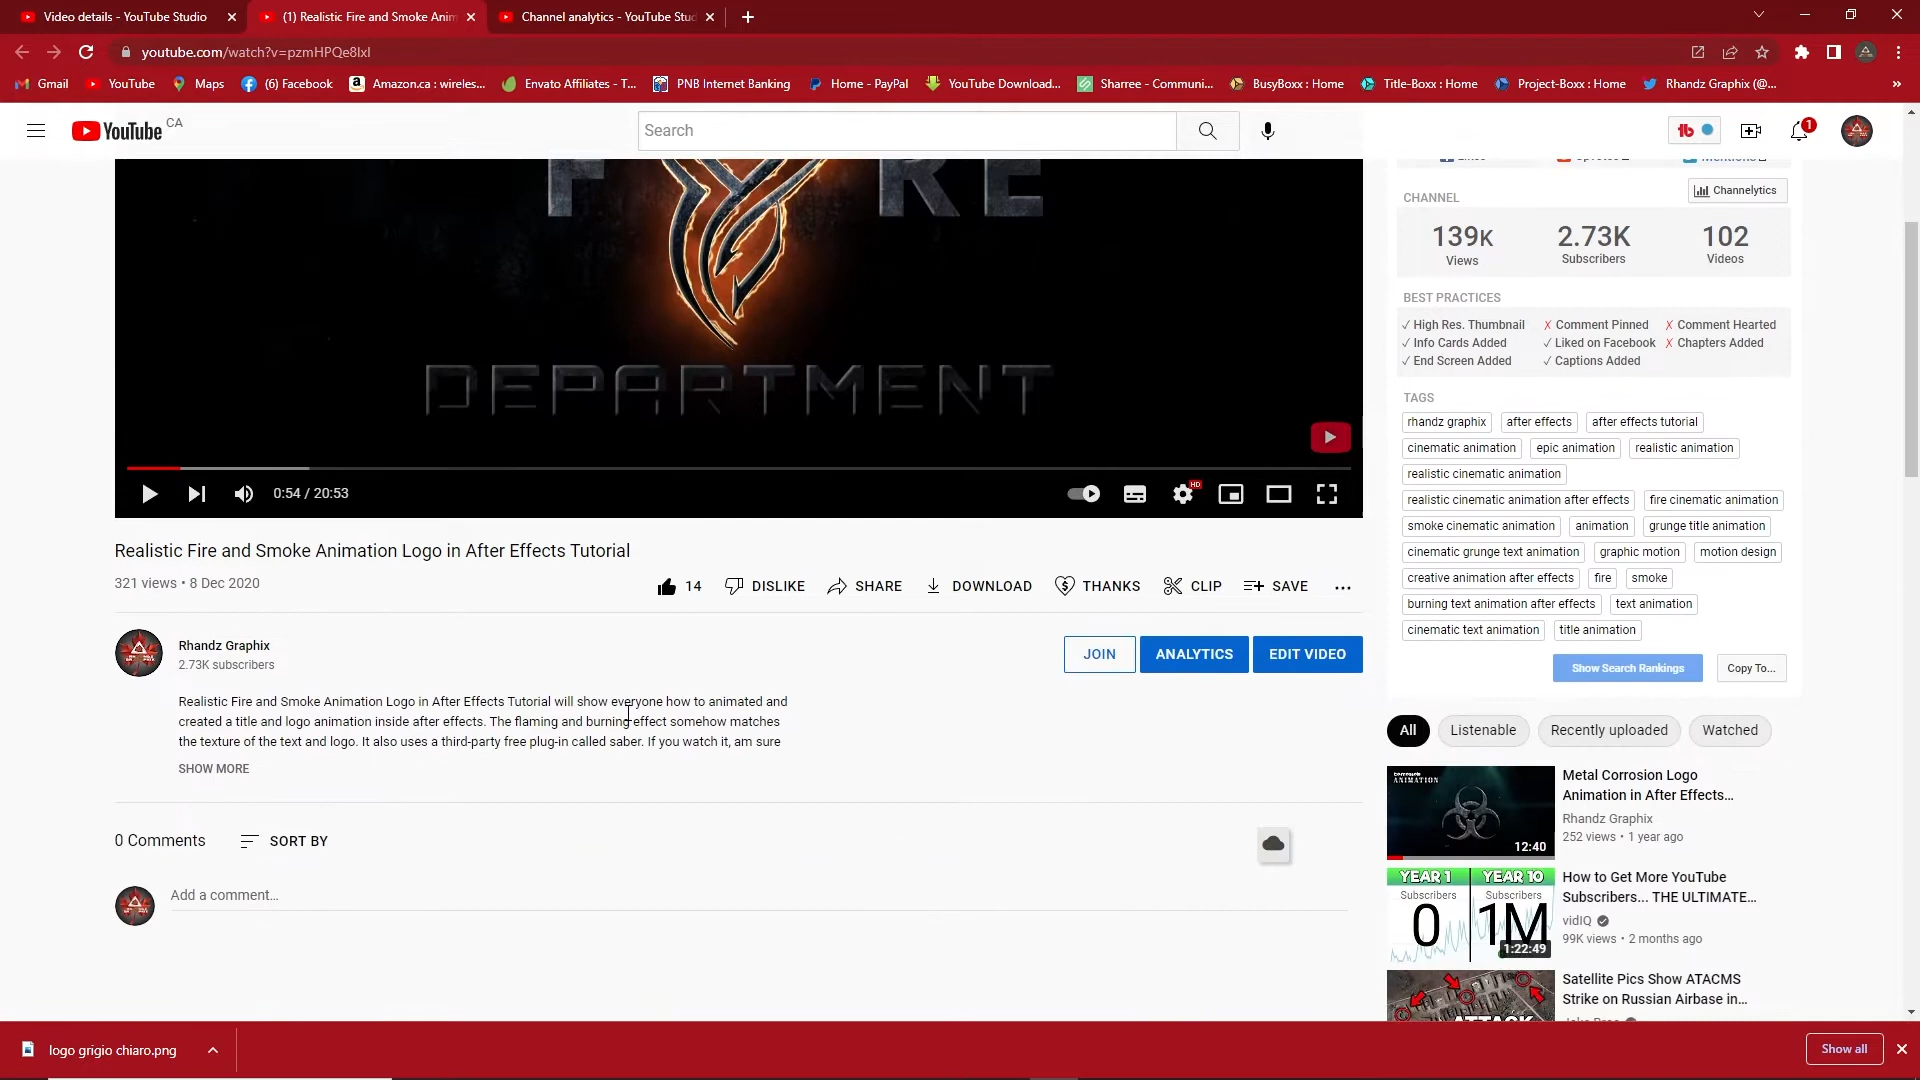 Video details - YouTube Studio
(1) Realistic Fire and Smoke Anim
Channel analytics - YouTube Stud
youtube.com/watch?v=pzmHPQe8lxI
Gmail
YouTube
Maps
(6) Facebook
Amazon.ca : wireles...
Envato Affiliates - T...
PNB Internet Banking
Home - PayPal
YouTube Download...
Sharree - Communi...
BusyBoxx : Home
Title-Boxx : Home
Project-Boxx : Home
Rhandz Graphix (@...
»
YouTube CA
Search
1
DEPARTMENT
0:54 / 20:53
HD
Realistic Fire and Smoke Animation Logo in After Effects Tutorial
321 views • 8 Dec 2020
14
DISLIKE
SHARE
DOWNLOAD
THANKS
CLIP
SAVE
Rhandz Graphix
2.73K subscribers
JOIN
ANALYTICS
EDIT VIDEO
Realistic Fire and Smoke Animation Logo in After Effects Tutorial will show everyone how to animated and
created a title and logo animation inside after effects. The flaming and burning effect somehow matches
the texture of the text and logo. It also uses a third-party free plug-in called saber. If you watch it, am sure
SHOW MORE
0 Comments
SORT BY
Add a comment...
CHANNEL
Channelytics
139K
Views
2.73K
Subscribers
102
Videos
BEST PRACTICES
✓ High Res. Thumbnail
✗ Comment Pinned
✗ Comment Hearted
✓ Info Cards Added
✓ Liked on Facebook
✗ Chapters Added
✓ End Screen Added
✓ Captions Added
TAGS
rhandz graphix
after effects
after effects tutorial
cinematic animation
epic animation
realistic animation
realistic cinematic animation
realistic cinematic animation after effects
fire cinematic animation
smoke cinematic animation
animation
grunge title animation
cinematic grunge text animation
graphic motion
motion design
creative animation after effects
fire
smoke
burning text animation after effects
text animation
cinematic text animation
title animation
Show Search Rankings
Copy To...
All
Listenable
Recently uploaded
Watched
ANIMATION
12:40
Metal Corrosion Logo
Animation in After Effects...
Rhandz Graphix
252 views • 1 year ago
YEAR 1
Subscribers
0
YEAR 10
Subscribers
1M
1:22:49
How to Get More YouTube
Subscribers... THE ULTIMATE...
vidIQ
99K views • 2 months ago
Satellite Pics Show ATACMS
Strike on Russian Airbase in...
logo grigio chiaro.png
Show all